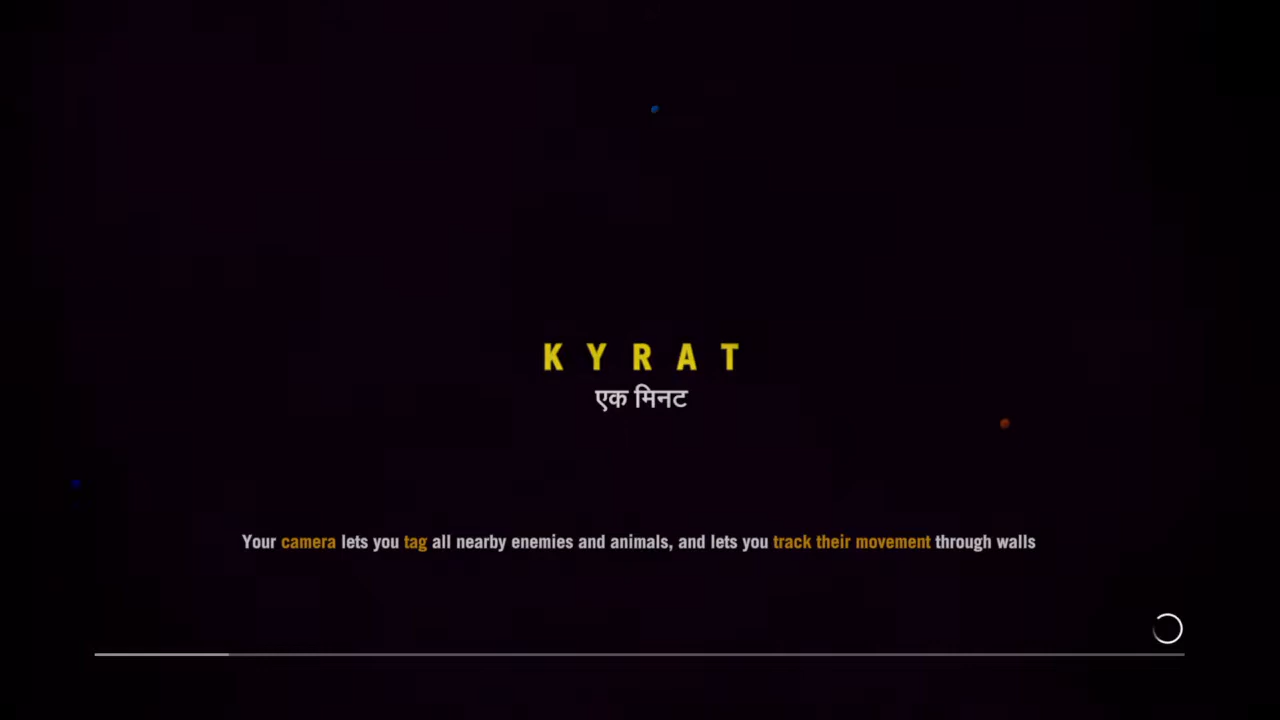 KYRAT
एक मिनट
Your camera lets you tag all nearby enemies and animals, and lets you track their movement through walls